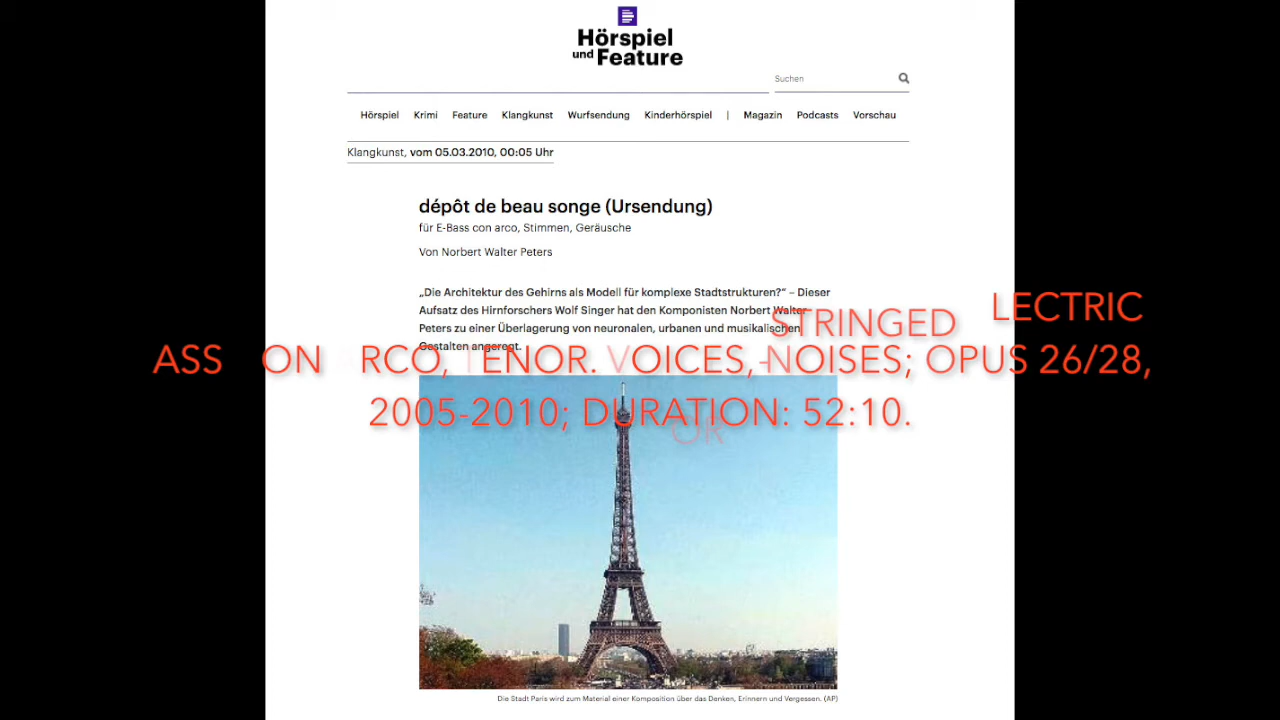 Hörspiel
und Feature
Suchen
Hörspiel Krimi Feature Klangkunst Wurfsendung Kinderhörspiel | Magazin Podcasts Vorschau
Klangkunst, vom 05.03.2010, 00:05 Uhr
dépôt de beau songe (Ursendung)
für E-Bass con arco, Stimmen, Geräusche
Von Norbert Walter Peters
„Die Architektur des Gehirns als Modell für komplexe Stadtstrukturen?“ – Dieser
Aufsatz des Hirnforschers Wolf Singer hat den Komponisten Norbert Walter
Peters zu einer Überlagerung von neuronalen, urbanen und musikalischen
Gestalten angeregt.
STRINGED LECTRIC
ASS ON RCO, TENOR. VOICES, NOISES; OPUS 26/28,
2005-2010; DURATION: 52:10.
OR
Die Stadt Paris wird zum Material einer Komposition über das Denken, Erinnern und Vergessen. (AP)